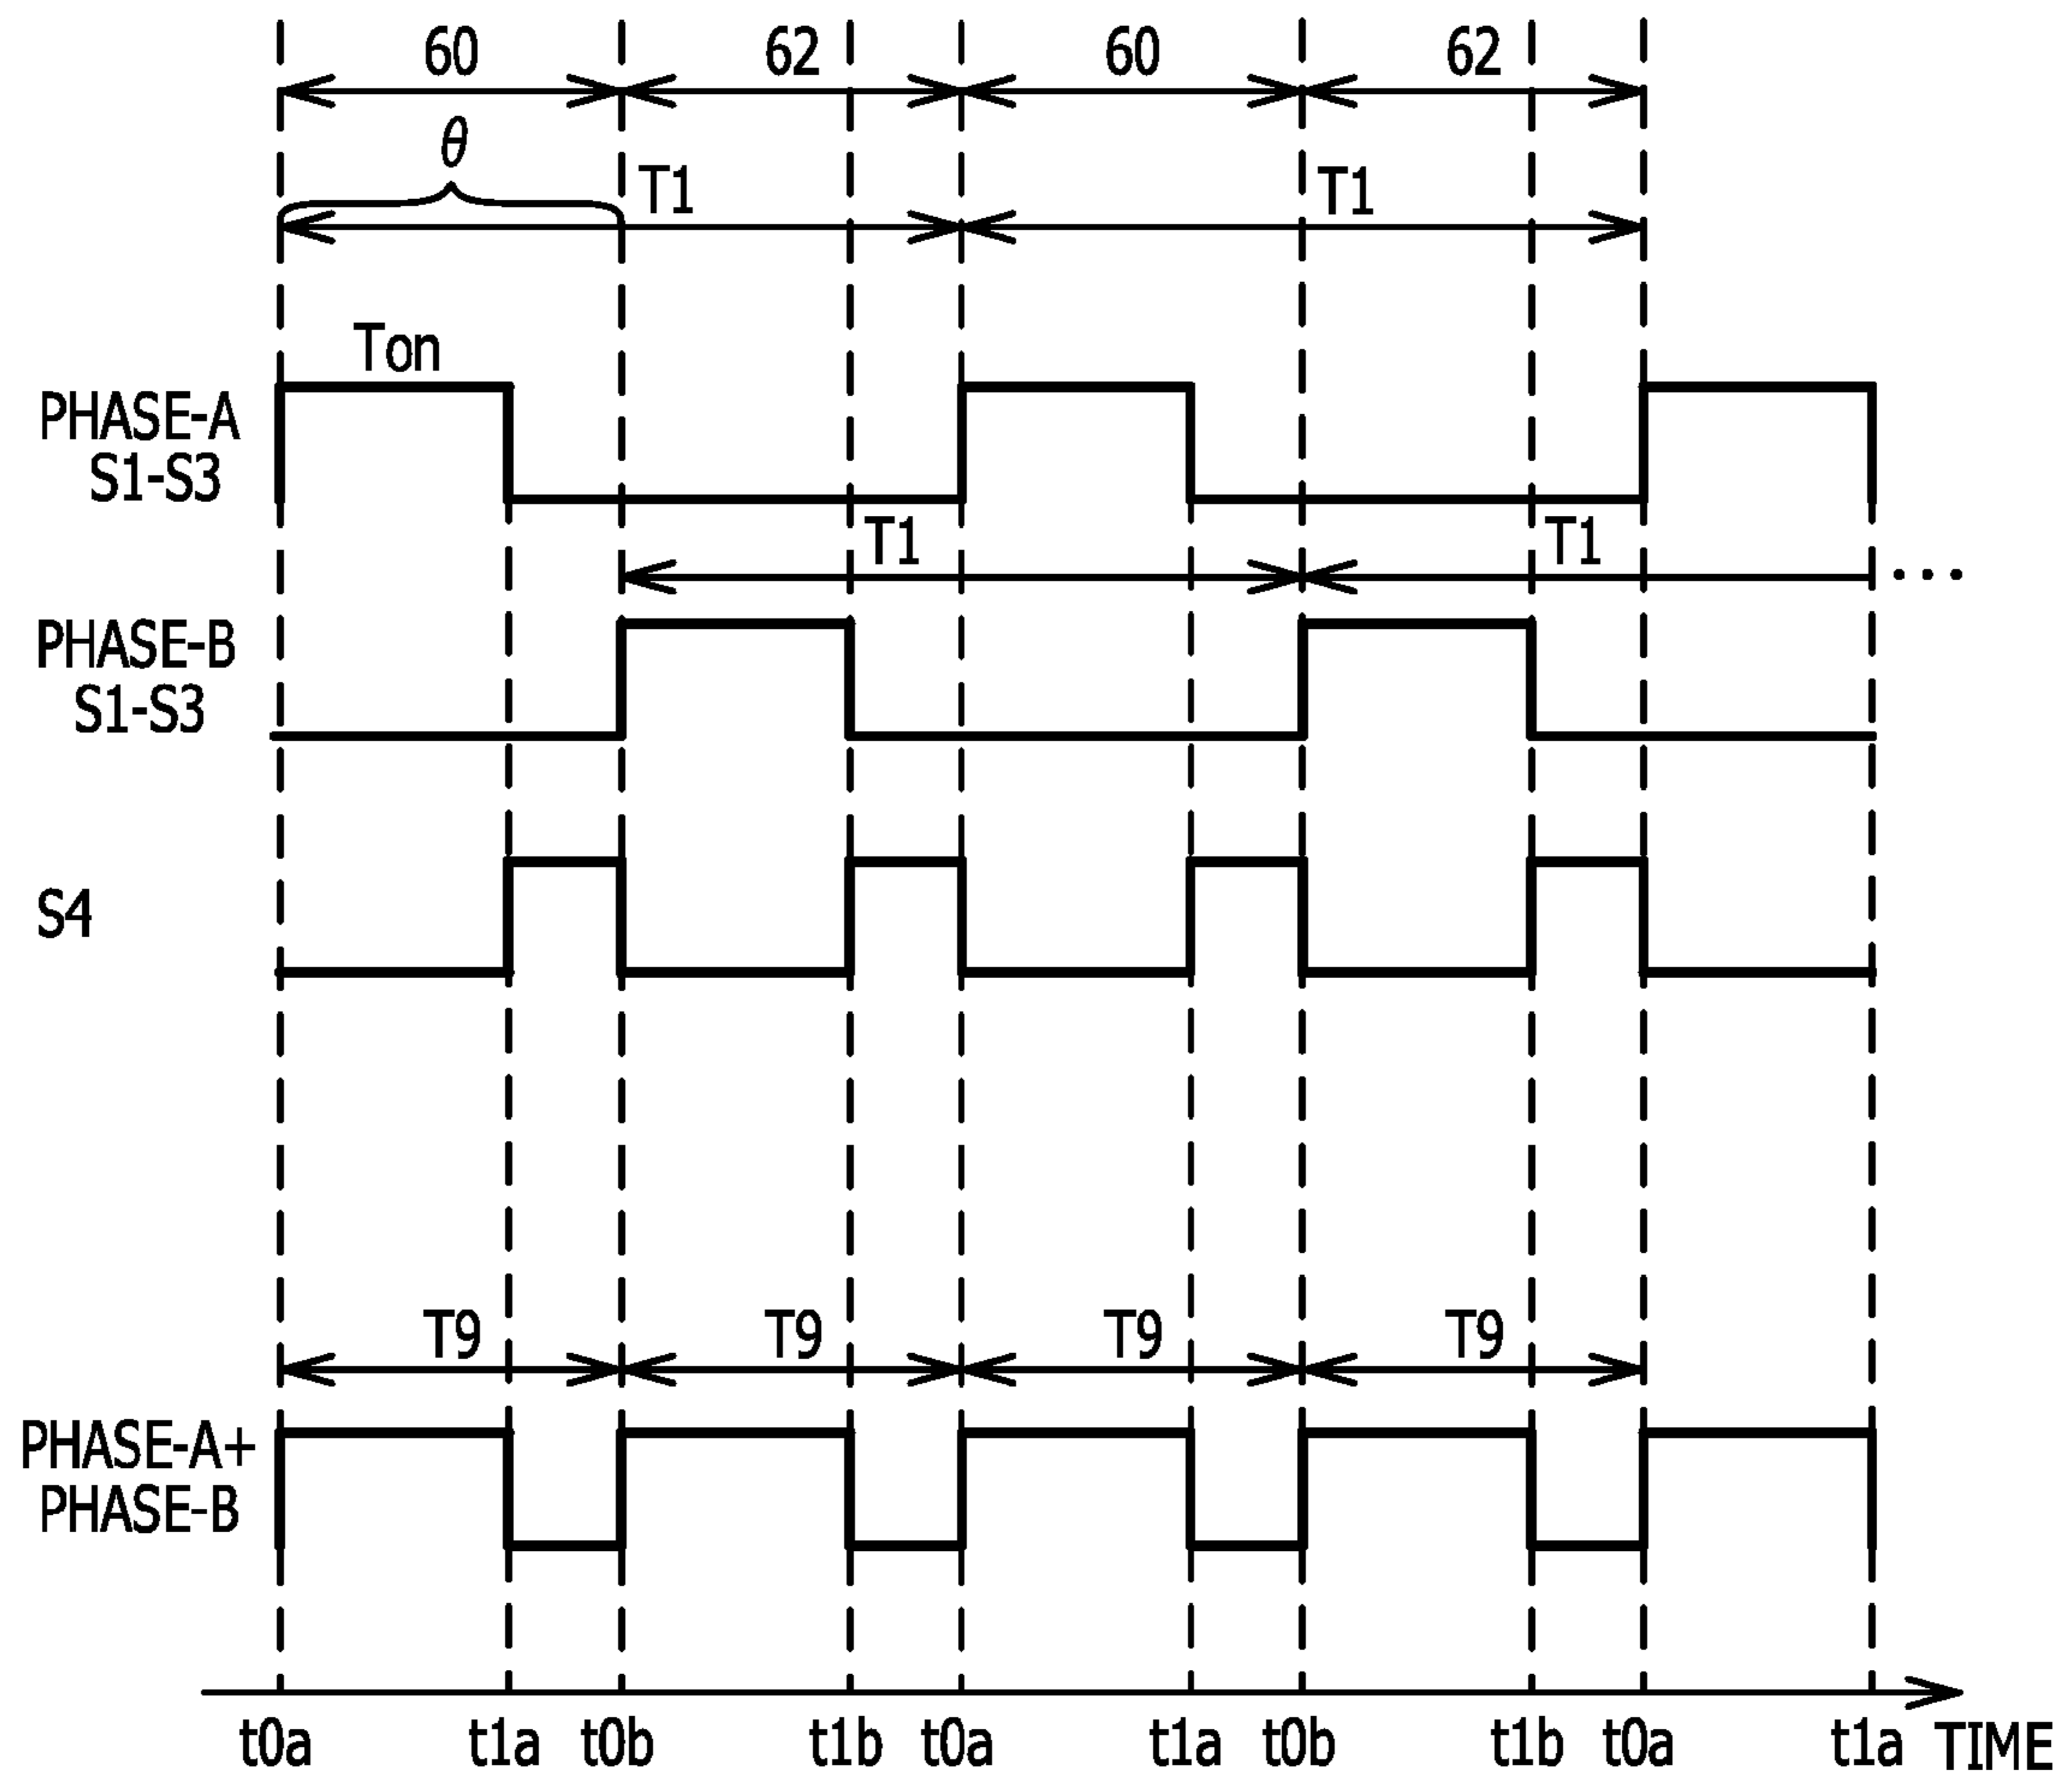 60 62 60 62
θ
T1 T1
Ton
PHASE-A
S1-S3
T1 T1 ...
PHASE-B
S1-S3
S4
T9 T9 T9 T9
PHASE-A+
PHASE-B
t0a t1a t0b t1b t0a t1a t0b t1b t0a t1a TIME